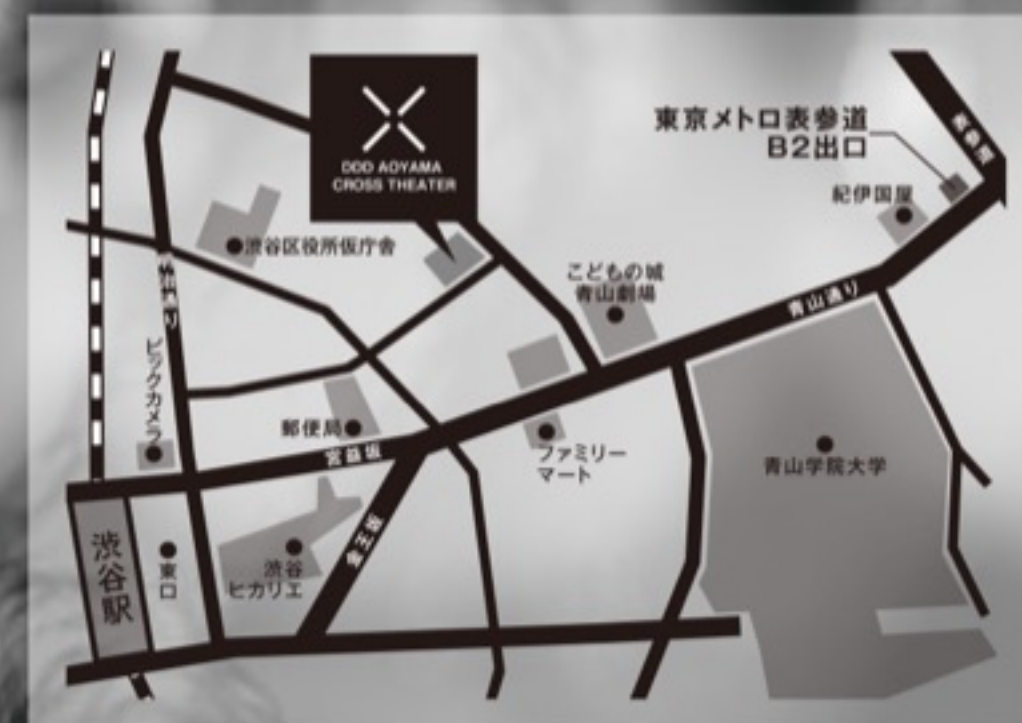 DDD AOYAMA
CROSS THEATER
東京メトロ表参道
B2出口
表参道
紀伊国屋
渋谷区役所仮庁舎
こどもの城
青山劇場
明治通り
青山通り
ビックカメラ
郵便局
宮益坂
ファミリー
マート
青山学院大学
渋谷駅
東口
渋谷
ヒカリエ
金王坂